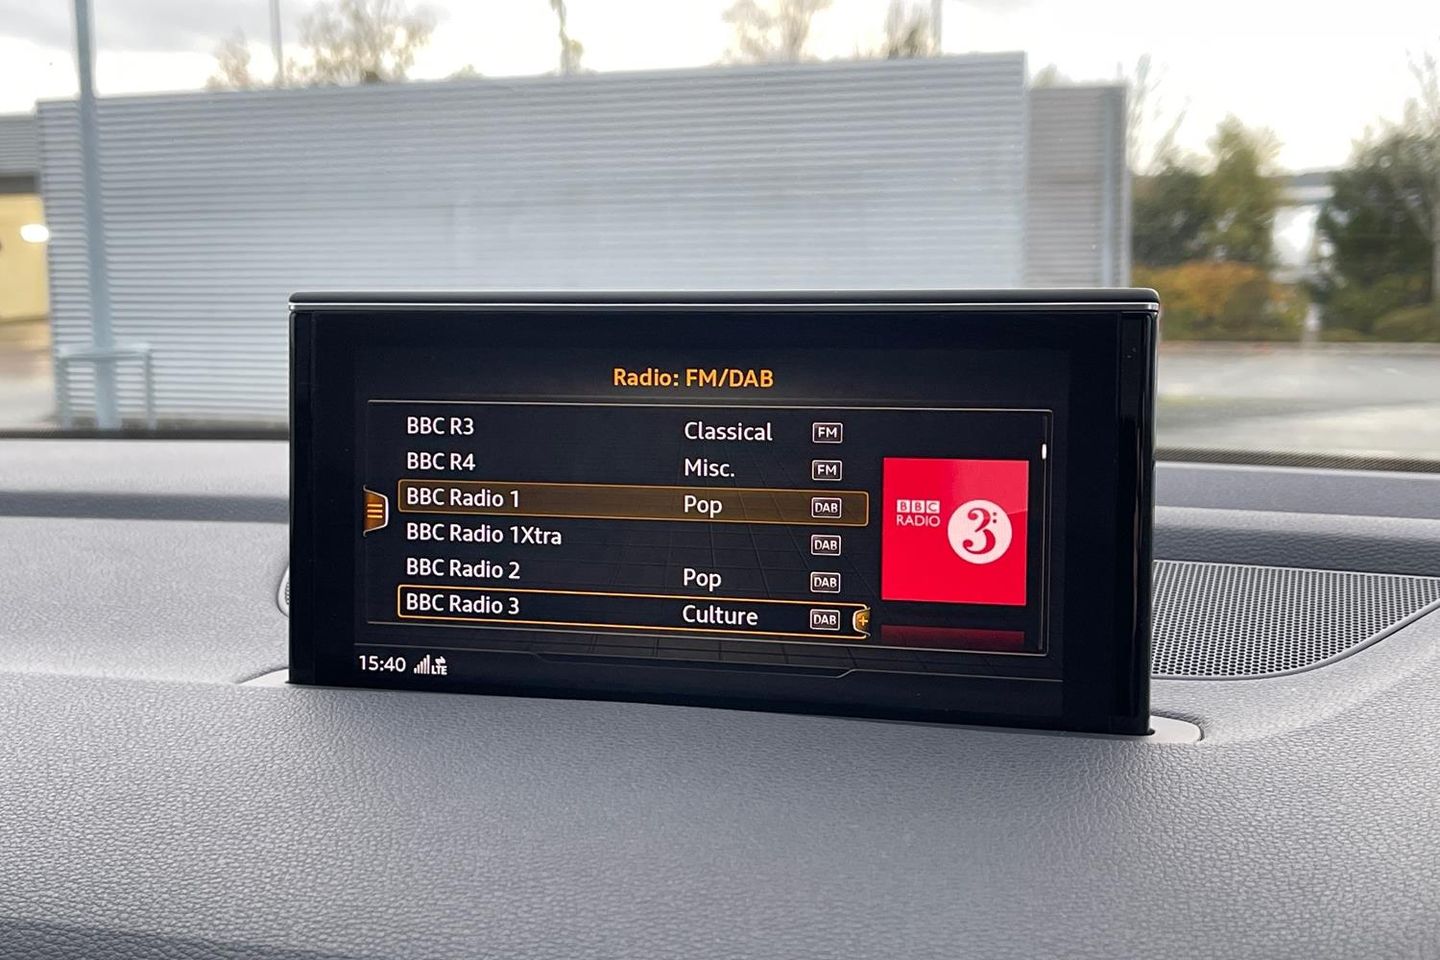 Radio: FM/DAB
BBC R3 Classical FM
BBC R4 Misc. FM
BBC Radio 1 Pop DAB
BBC Radio 1Xtra DAB
BBC Radio 2 Pop DAB
BBC Radio 3 Culture DAB +
BBC
RADIO 3
15:40 LTE